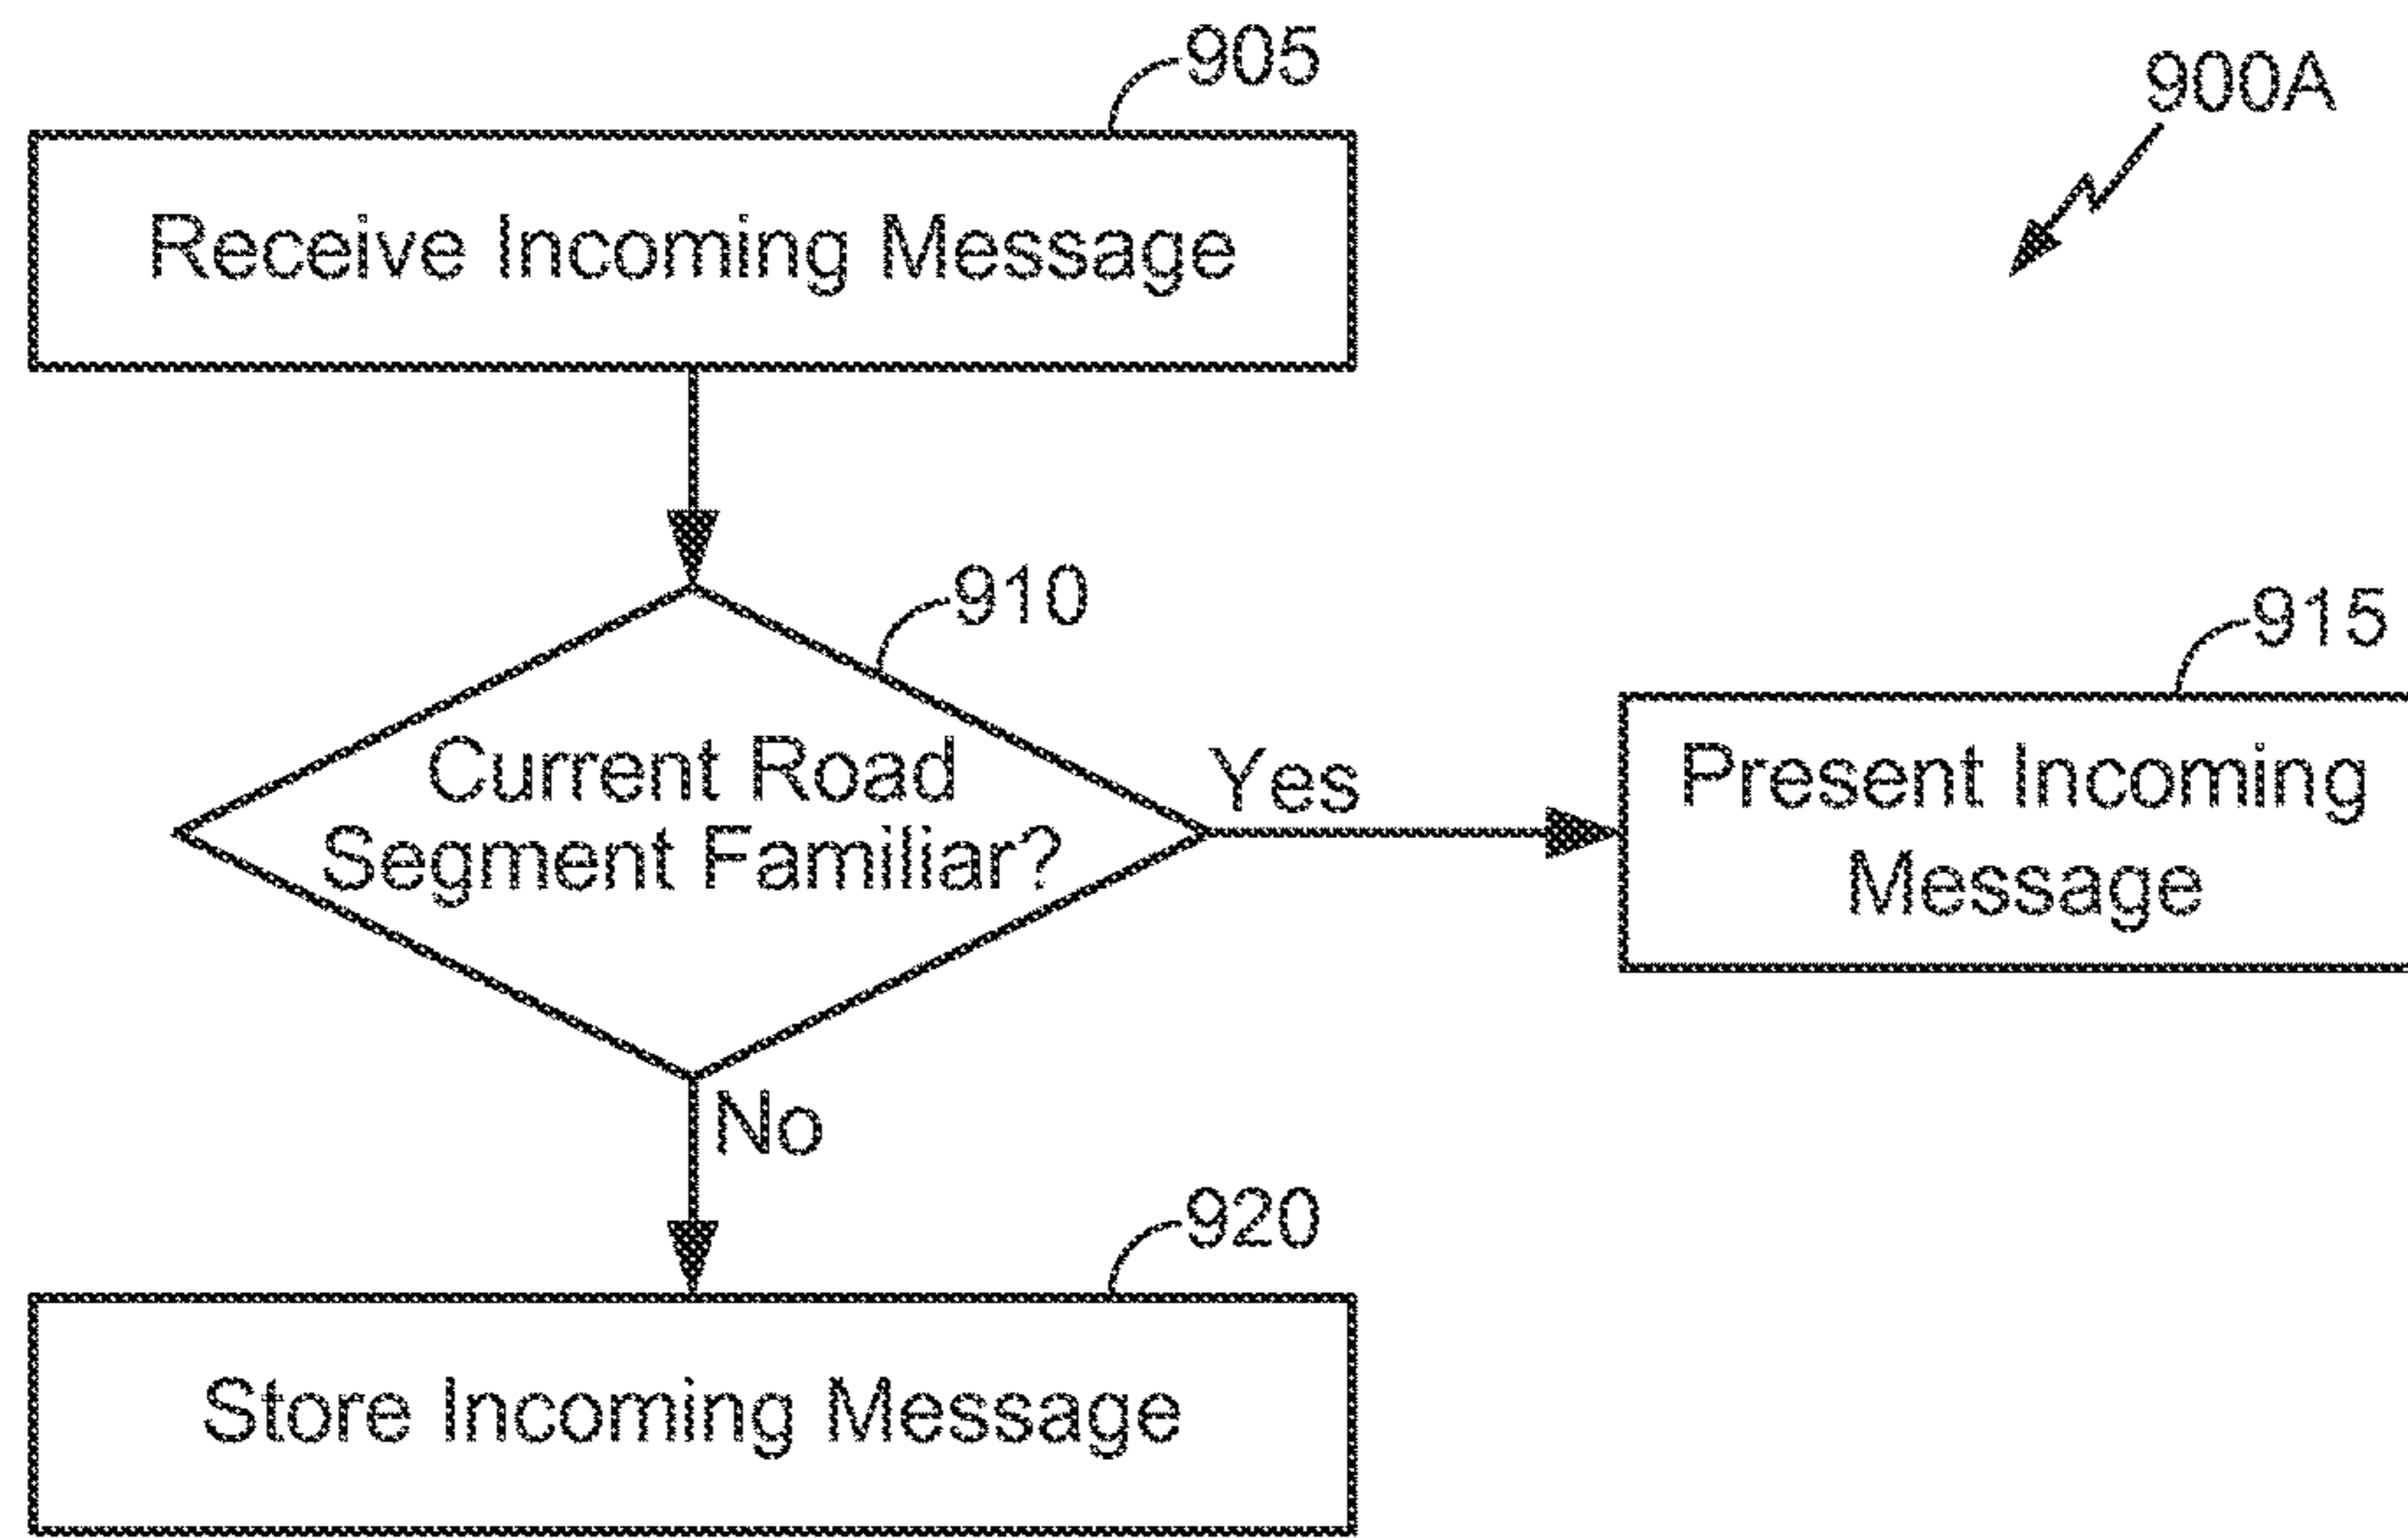 905
900A
Receive Incoming Message
910
Current Road
Segment Familiar?
Yes
915
Present Incoming
Message
No
920
Store Incoming Message